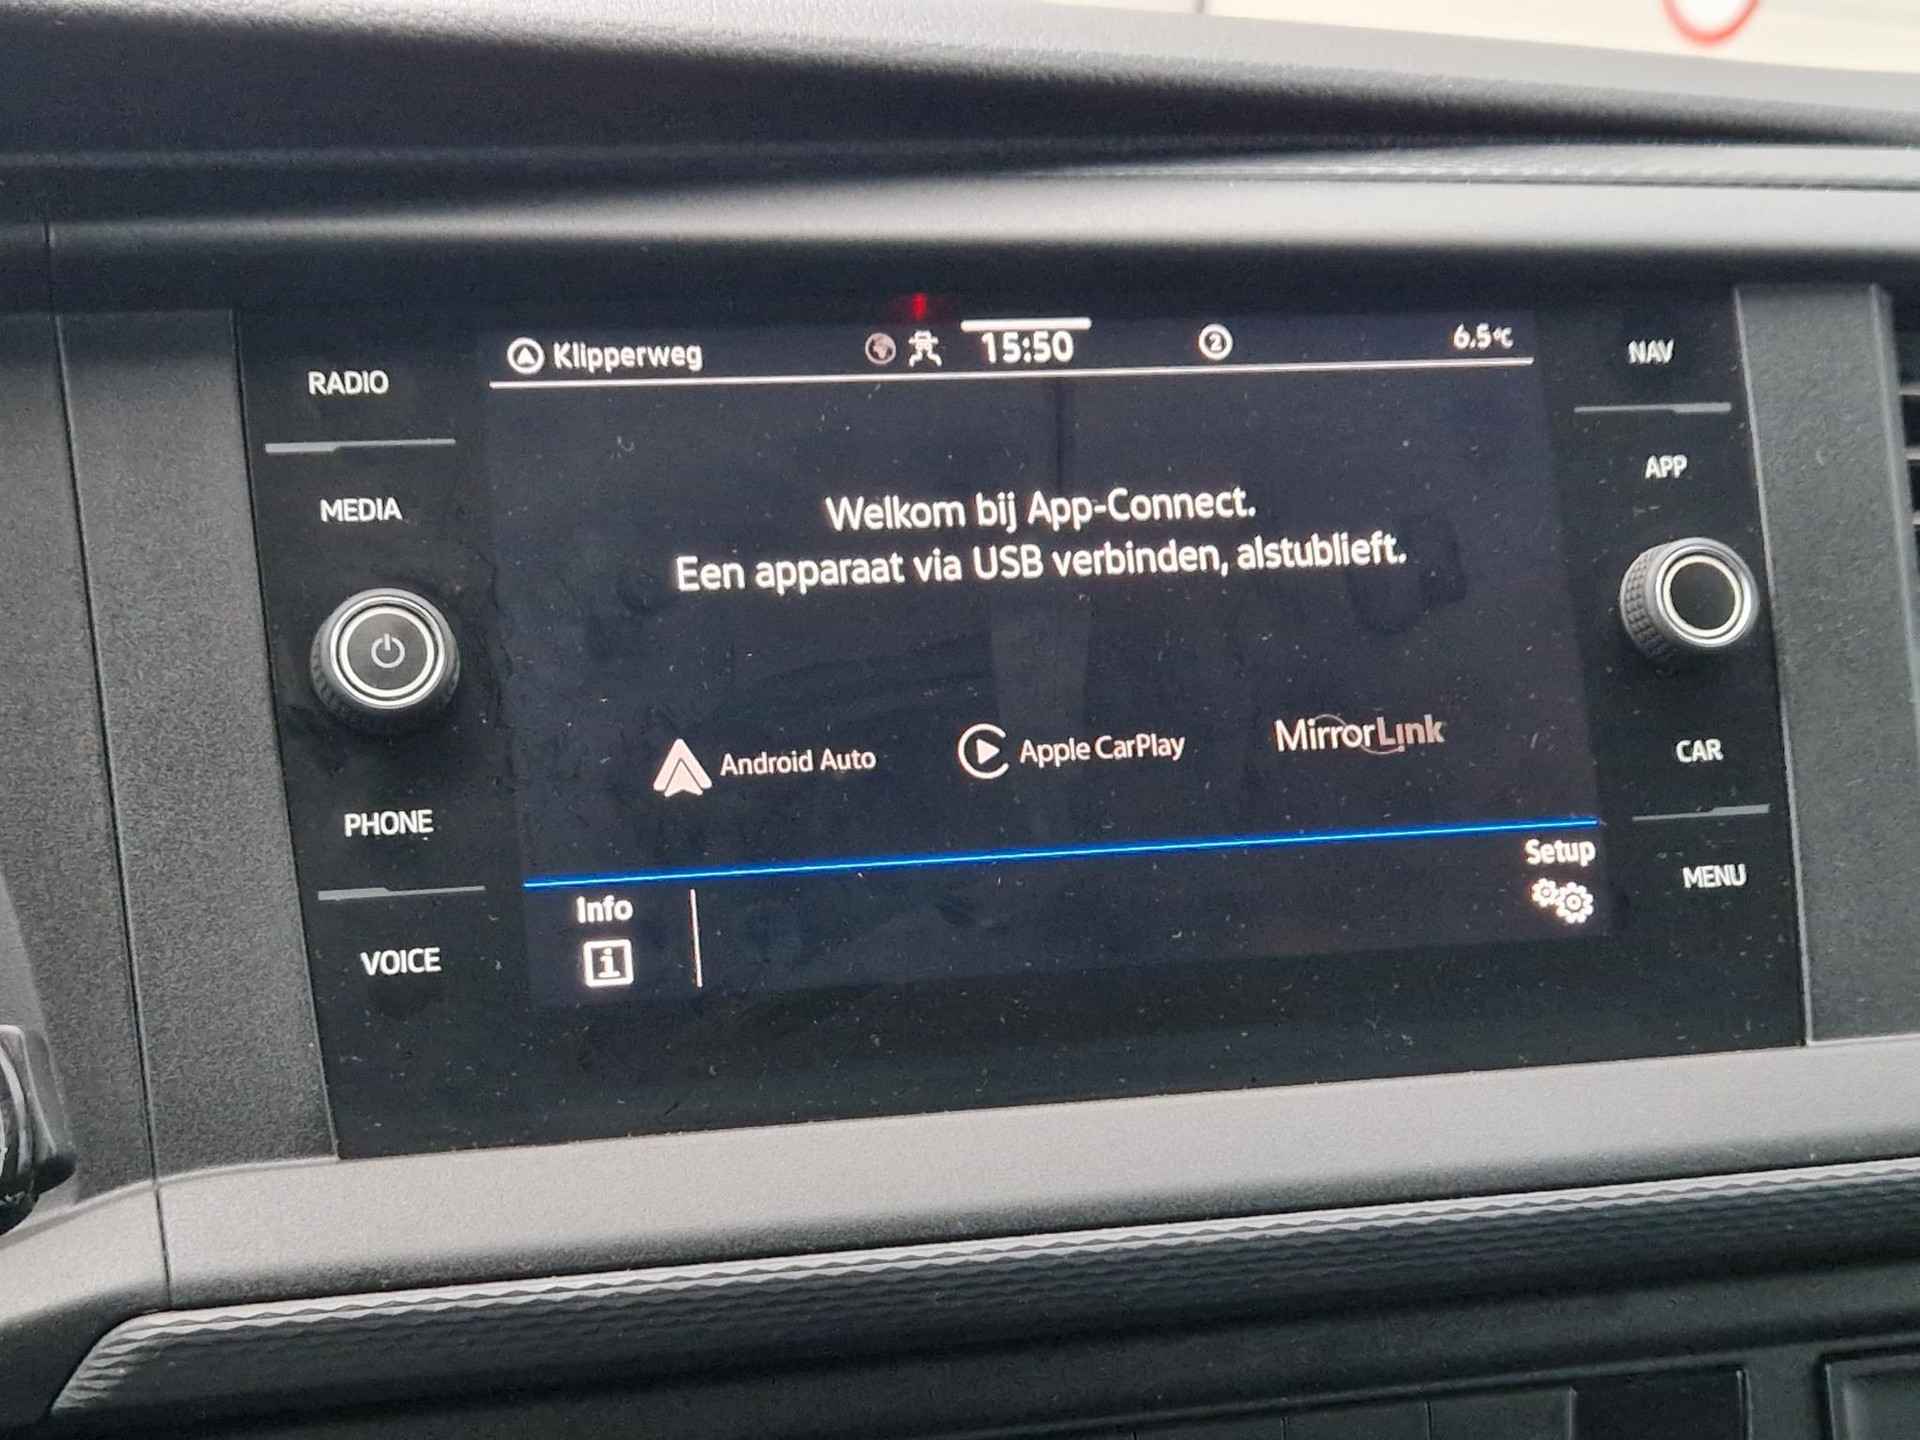 Klipperweg 15:50 2 6.5°C
RADIO
MEDIA
PHONE
VOICE
Welkom bij App-Connect.
Een apparaat via USB verbinden, alstublieft.
Android Auto Apple CarPlay MirrorLink
Info
i
Setup
NAV
APP
CAR
MENU